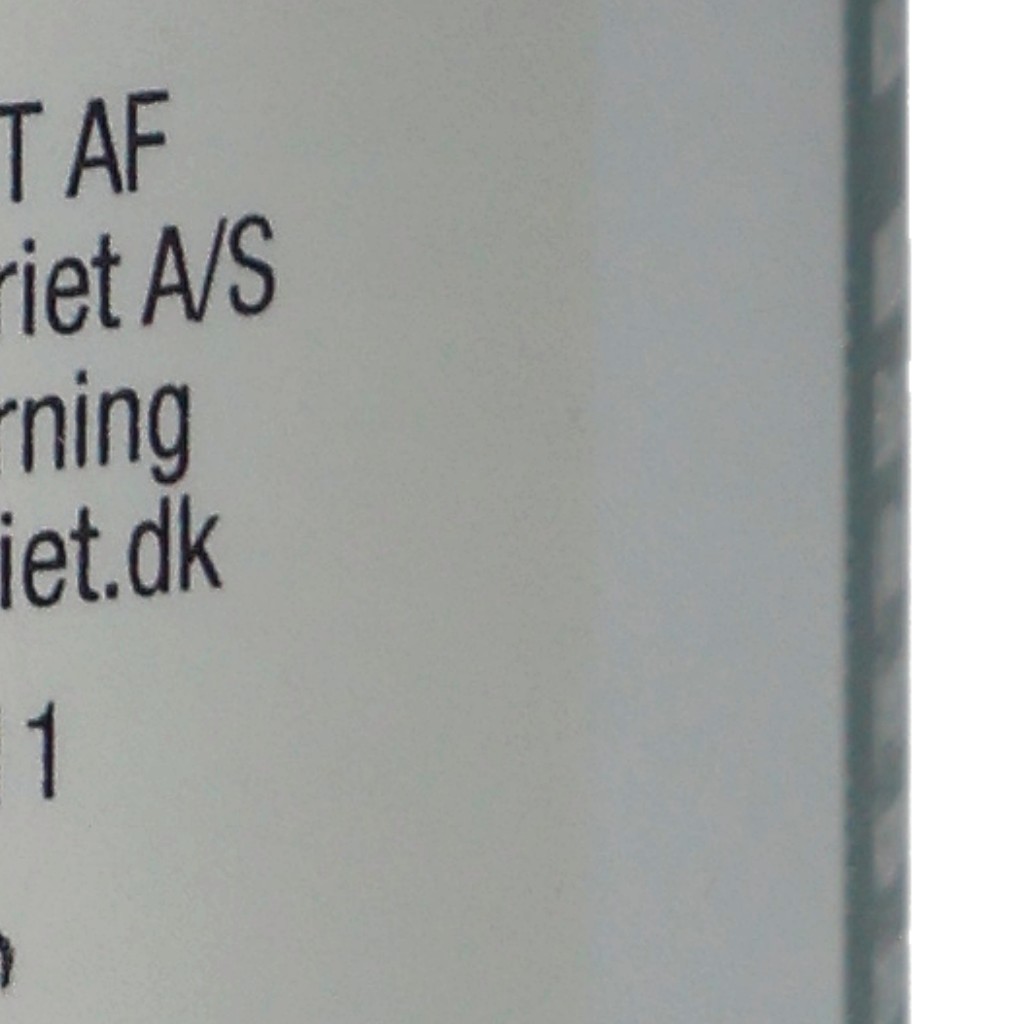 T AF
riet A/S
rning
iet.dk
1